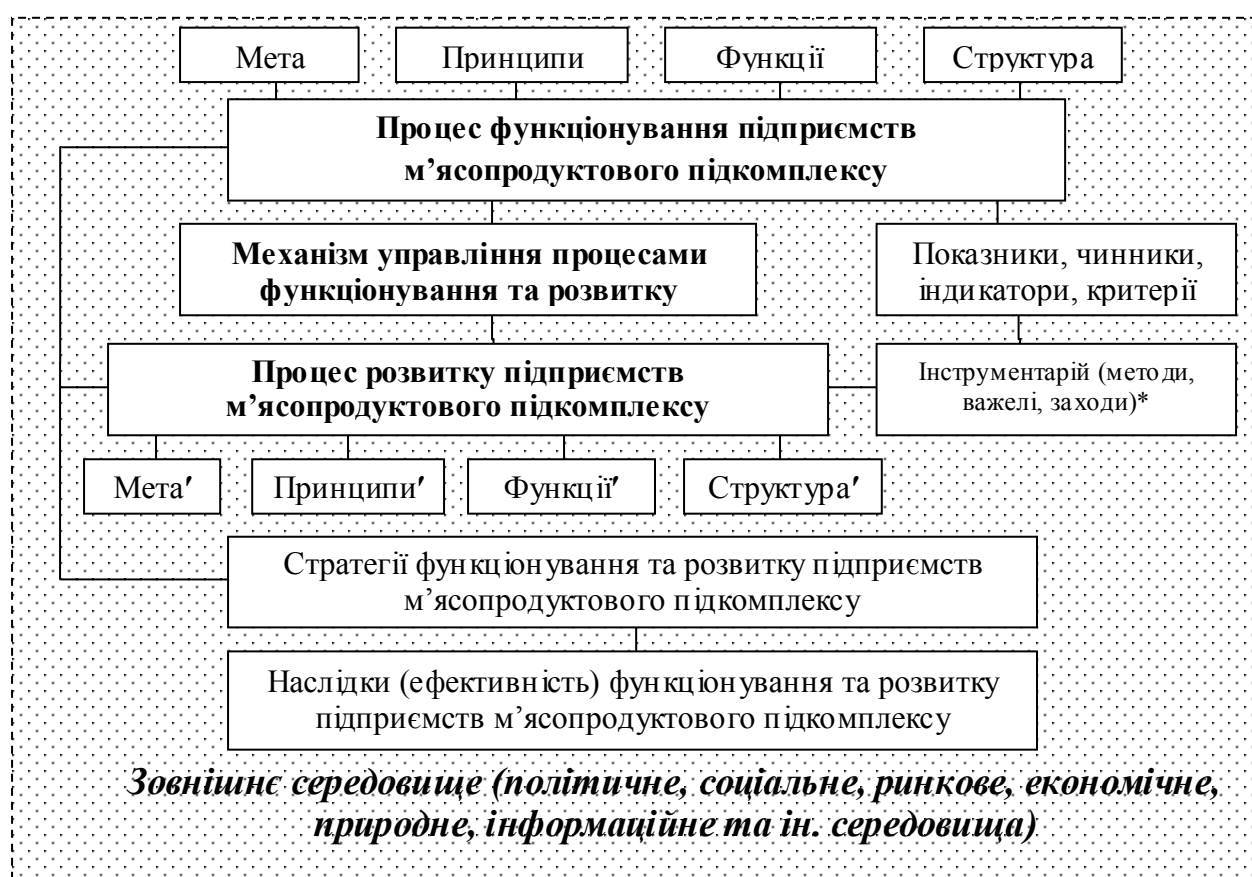 Мета
Принципи
Функції
Структура
Процес функціонування підприємств
м’ясопродуктового підкомплексу
Механізм управління процесами
функціонування та розвитку
Показники, чинники,
індикатори, критерії
Процес розвитку підприємств
м’ясопродуктового підкомплексу
Інструментарій (методи,
важелі, заходи)*
Мета′
Принципи′
Функції′
Структура′
Стратегії функціонування та розвитку підприємств
м’ясопродуктового підкомплексу
Наслідки (ефективність) функціонування та розвитку
підприємств м’ясопродуктового підкомплексу
Зовнішнє середовище (політичне, соціальне, ринкове, економічне,
природне, інформаційне та ін. середовища)